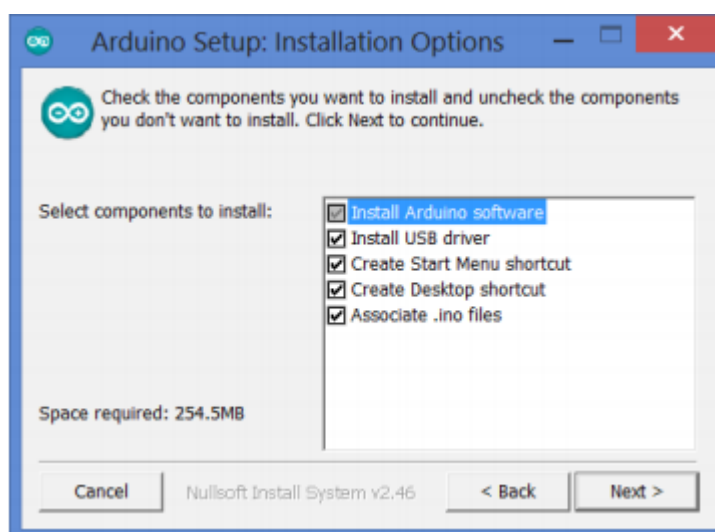 Arduino Setup: Installation Options
Check the components you want to install and uncheck the components
you don't want to install. Click Next to continue.
Select components to install:
Install Arduino software
Install USB driver
Create Start Menu shortcut
Create Desktop shortcut
Associate .ino files
Space required: 254.5MB
Cancel
Nullsoft Install System v2.46
< Back
Next >